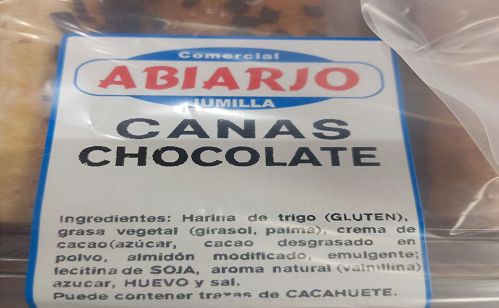 Comercial
ABIARJO
JUMILLA
CANAS
CHOCOLATE
Ingredientes: Harina de trigo (GLUTEN),
grasa vegetal (girasol, palma), crema de
cacao(azúcar, cacao desgrasado en
polvo, almidón modificado, emulgente;
lecitina de SOJA, aroma natural (vainillina)
azucar, HUEVO y sal.
Puede contener trazas de CACAHUETE.